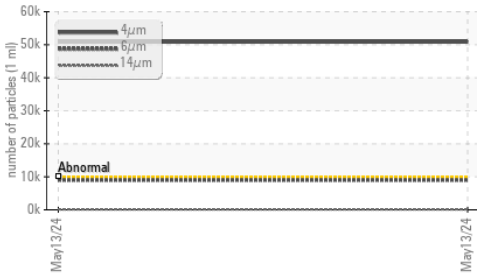 60k
50k
40k
30k
20k
10k
0k
number of particles (1 ml)
4µm
6µm
14µm
Abnormal
May13/24
May13/24